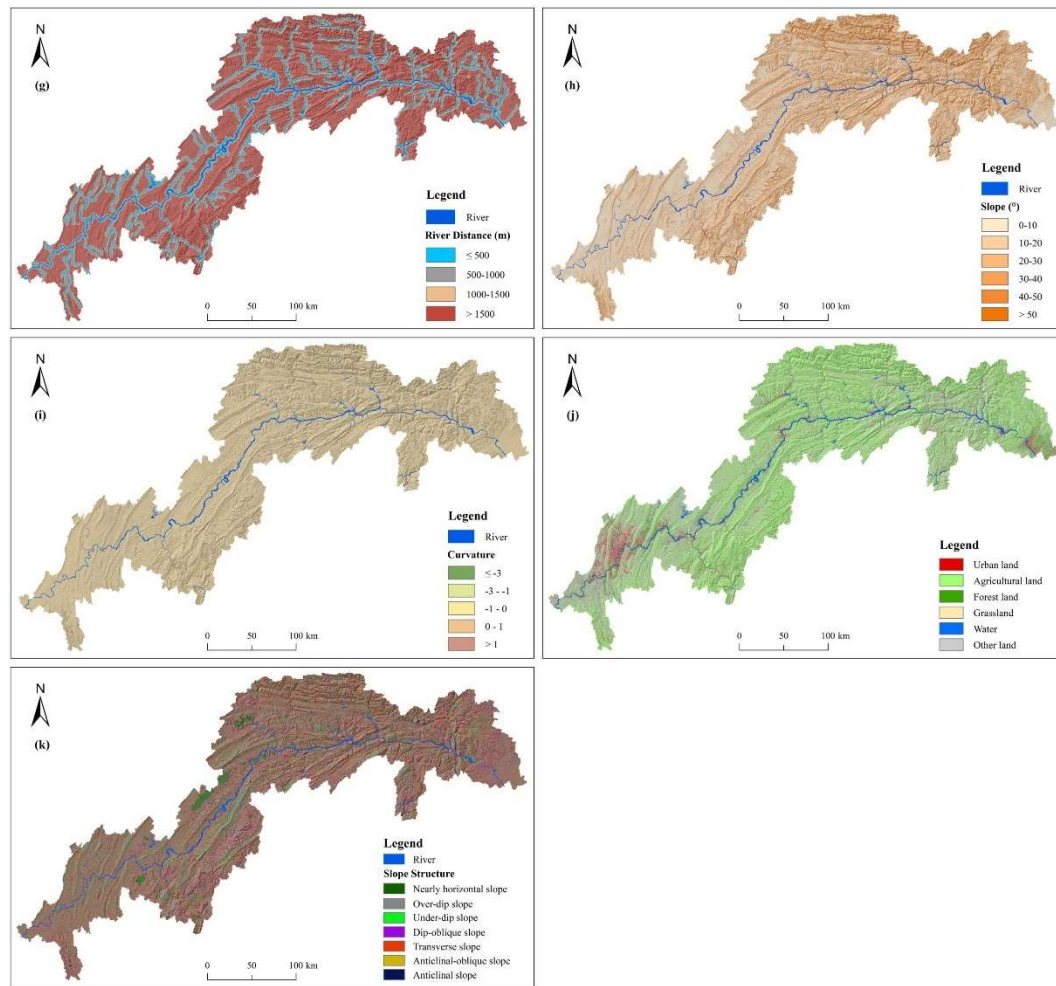 N
(g)
Legend
River
River Distance (m)
≤ 500
500-1000
1000-1500
> 1500
0 50 100 km
N
(h)
Legend
River
Slope (°)
0-10
10-20
20-30
30-40
40-50
> 50
0 50 100 km
N
(i)
Legend
River
Curvature
≤ -3
-3 - -1
-1 - 0
0 - 1
> 1
0 50 100 km
N
(j)
Legend
Urban land
Agricultural land
Forest land
Grassland
Water
Other land
0 50 100 km
N
(k)
Legend
River
Slope Structure
Nearly horizontal slope
Over-dip slope
Under-dip slope
Dip-oblique slope
Transverse slope
Anticlinal-oblique slope
Anticlinal slope
0 50 100 km